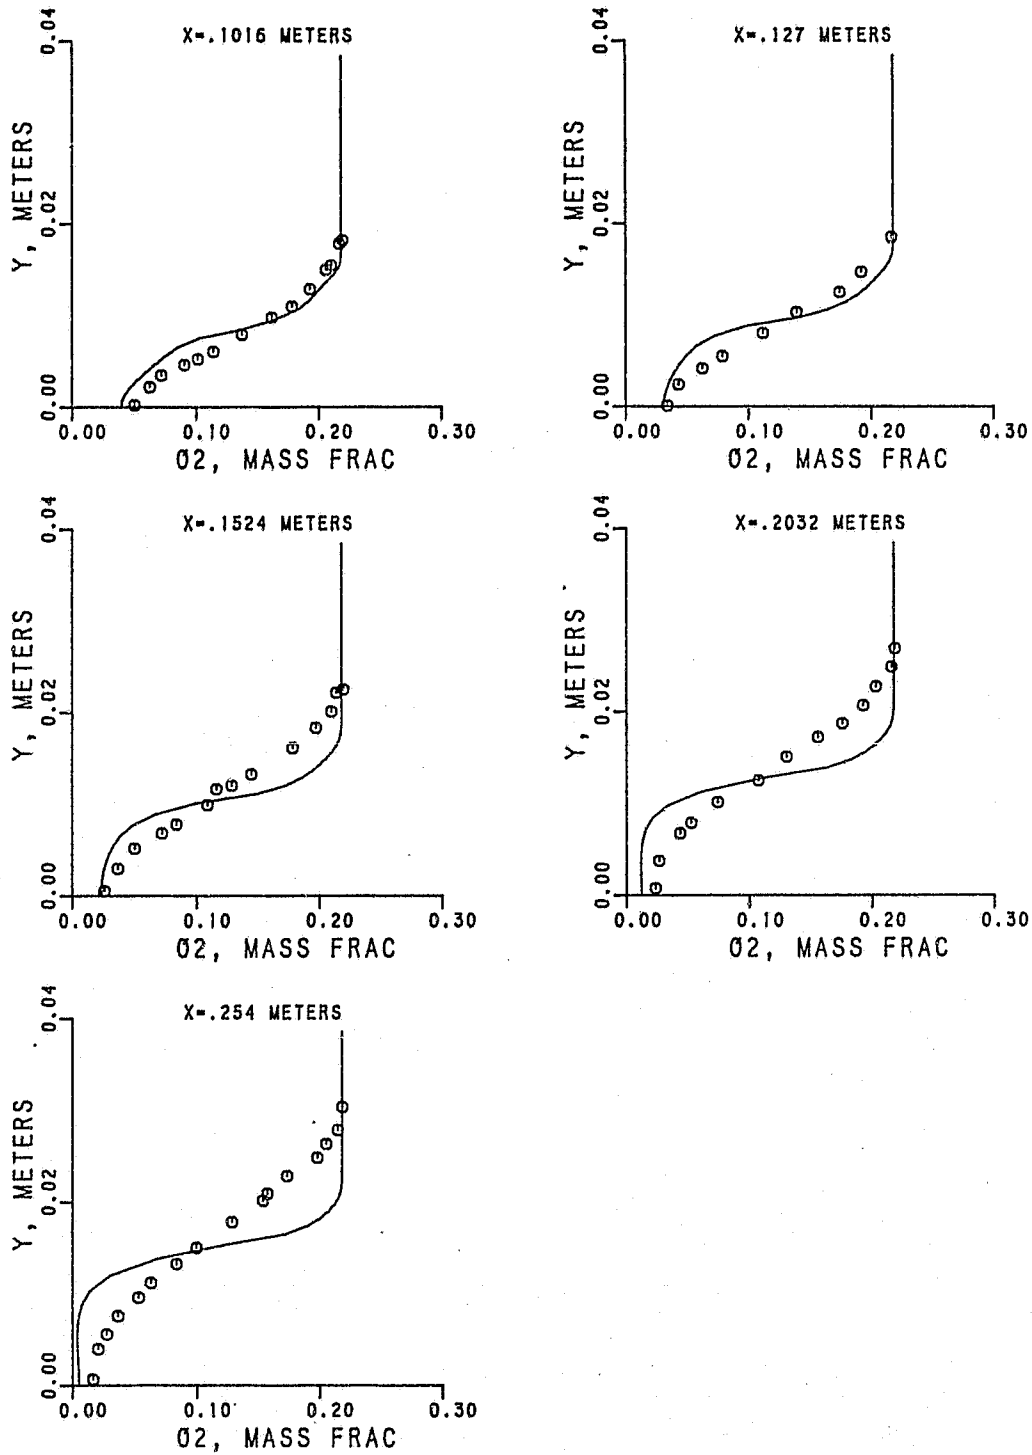 X=.1016 METERS
0.04
0.02
0.00
Y, METERS
0.00 0.10 0.20 0.30
O2, MASS FRAC
X=.127 METERS
0.04
0.02
0.00
Y, METERS
0.00 0.10 0.20 0.30
O2, MASS FRAC
X=.1524 METERS
0.04
0.02
0.00
Y, METERS
0.00 0.10 0.20 0.30
O2, MASS FRAC
X=.2032 METERS
0.04
0.02
0.00
Y, METERS
0.00 0.10 0.20 0.30
O2, MASS FRAC
X=.254 METERS
0.04
0.02
0.00
Y, METERS
0.00 0.10 0.20 0.30
O2, MASS FRAC